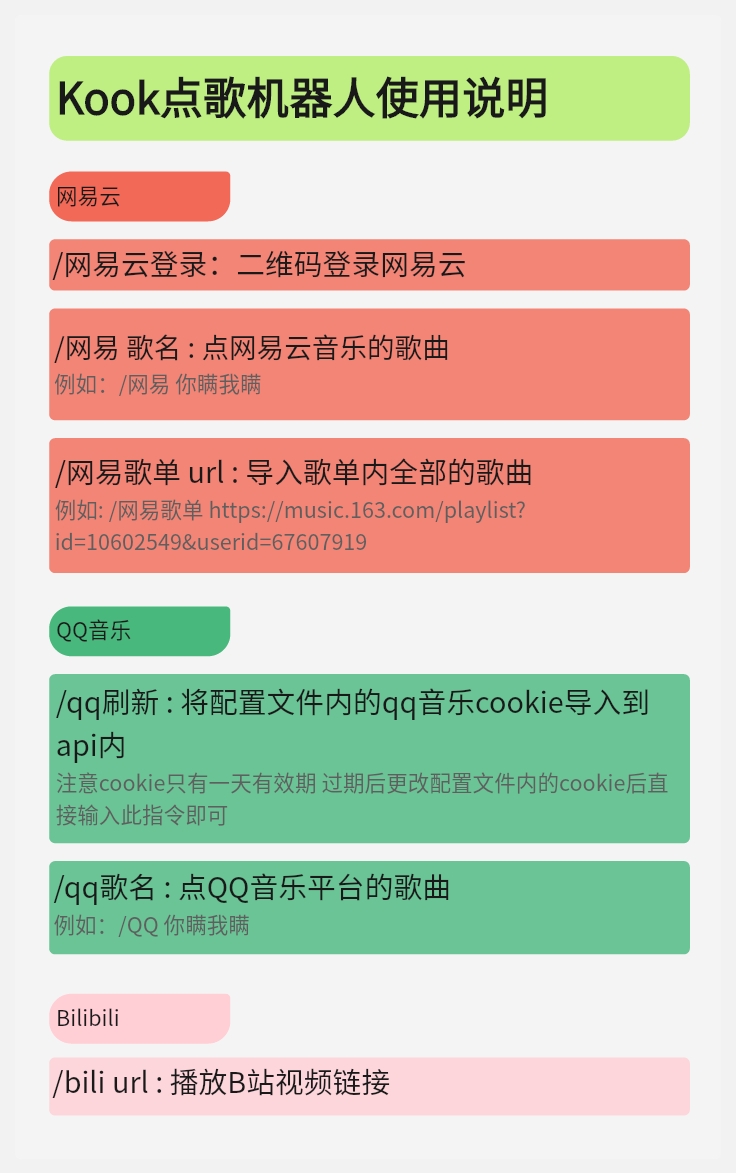 Kook点歌机器人使用说明
网易云
/网易云登录：二维码登录网易云
/网易 歌名 : 点网易云音乐的歌曲
例如：/网易 你瞒我瞒
/网易歌单 url : 导入歌单内全部的歌曲
例如: /网易歌单 https://music.163.com/playlist?
id=10602549&userid=67607919
QQ音乐
/qq刷新 : 将配置文件内的qq音乐cookie导入到
api内
注意cookie只有一天有效期 过期后更改配置文件内的cookie后直
接输入此指令即可
/qq歌名 : 点QQ音乐平台的歌曲
例如：/QQ 你瞒我瞒
Bilibili
/bili url : 播放B站视频链接